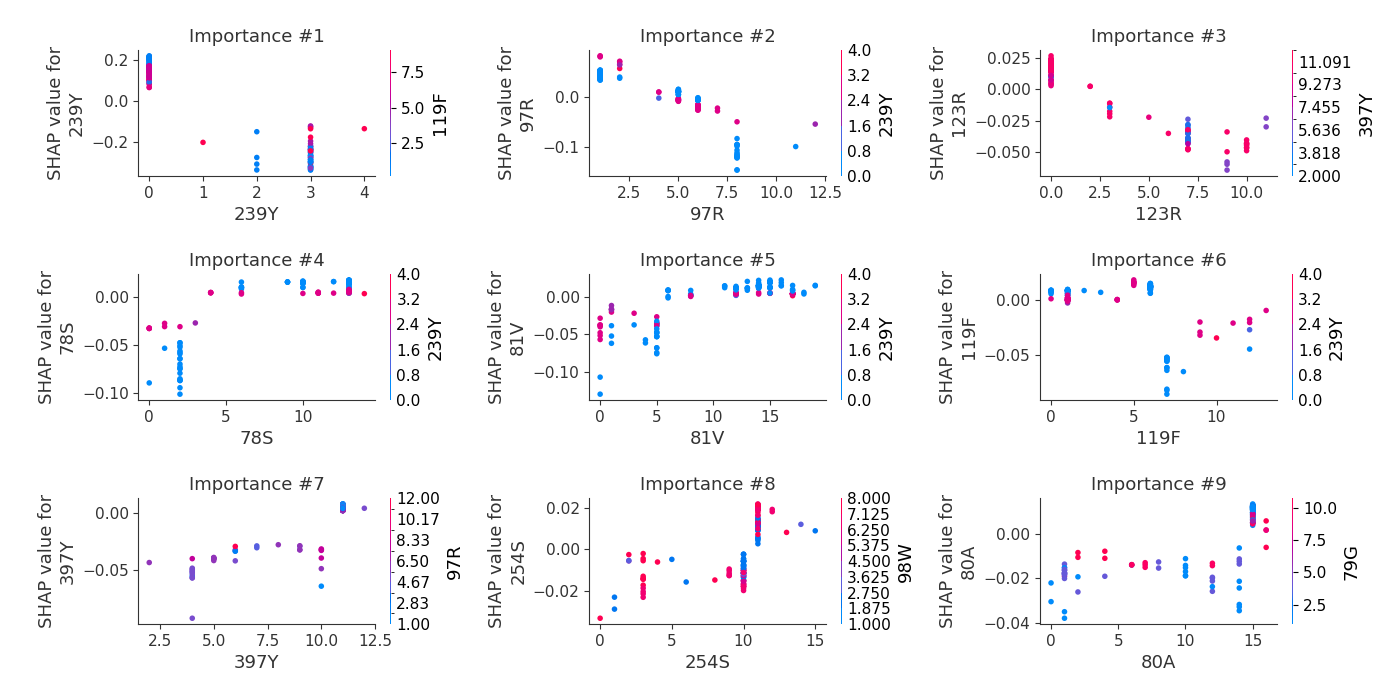 Importance #1
SHAP value for
239Y
0.2
0.0
−0.2
0
1
2
3
4
239Y
7.5
5.0
2.5
119F
Importance #2
SHAP value for
97R
0.0
−0.1
2.5
5.0
7.5
10.0
12.5
97R
4.0
3.2
2.4
1.6
0.8
0.0
239Y
Importance #3
SHAP value for
123R
0.025
0.000
−0.025
−0.050
0.0
2.5
5.0
7.5
10.0
123R
11.091
9.273
7.455
5.636
3.818
2.000
397Y
Importance #4
SHAP value for
78S
0.00
−0.05
−0.10
0
5
10
78S
4.0
3.2
2.4
1.6
0.8
0.0
239Y
Importance #5
SHAP value for
81V
0.00
−0.05
−0.10
0
5
10
15
81V
4.0
3.2
2.4
1.6
0.8
0.0
239Y
Importance #6
SHAP value for
119F
0.00
−0.05
0
5
10
119F
4.0
3.2
2.4
1.6
0.8
0.0
239Y
Importance #7
SHAP value for
397Y
0.00
−0.05
2.5
5.0
7.5
10.0
12.5
397Y
12.00
10.17
8.33
6.50
4.67
2.83
1.00
97R
Importance #8
SHAP value for
254S
0.02
0.00
−0.02
0
5
10
15
254S
8.000
7.125
6.250
5.375
4.500
3.625
2.750
1.875
1.000
98W
Importance #9
SHAP value for
80A
0.00
−0.02
−0.04
0
5
10
15
80A
10.0
7.5
5.0
2.5
79G